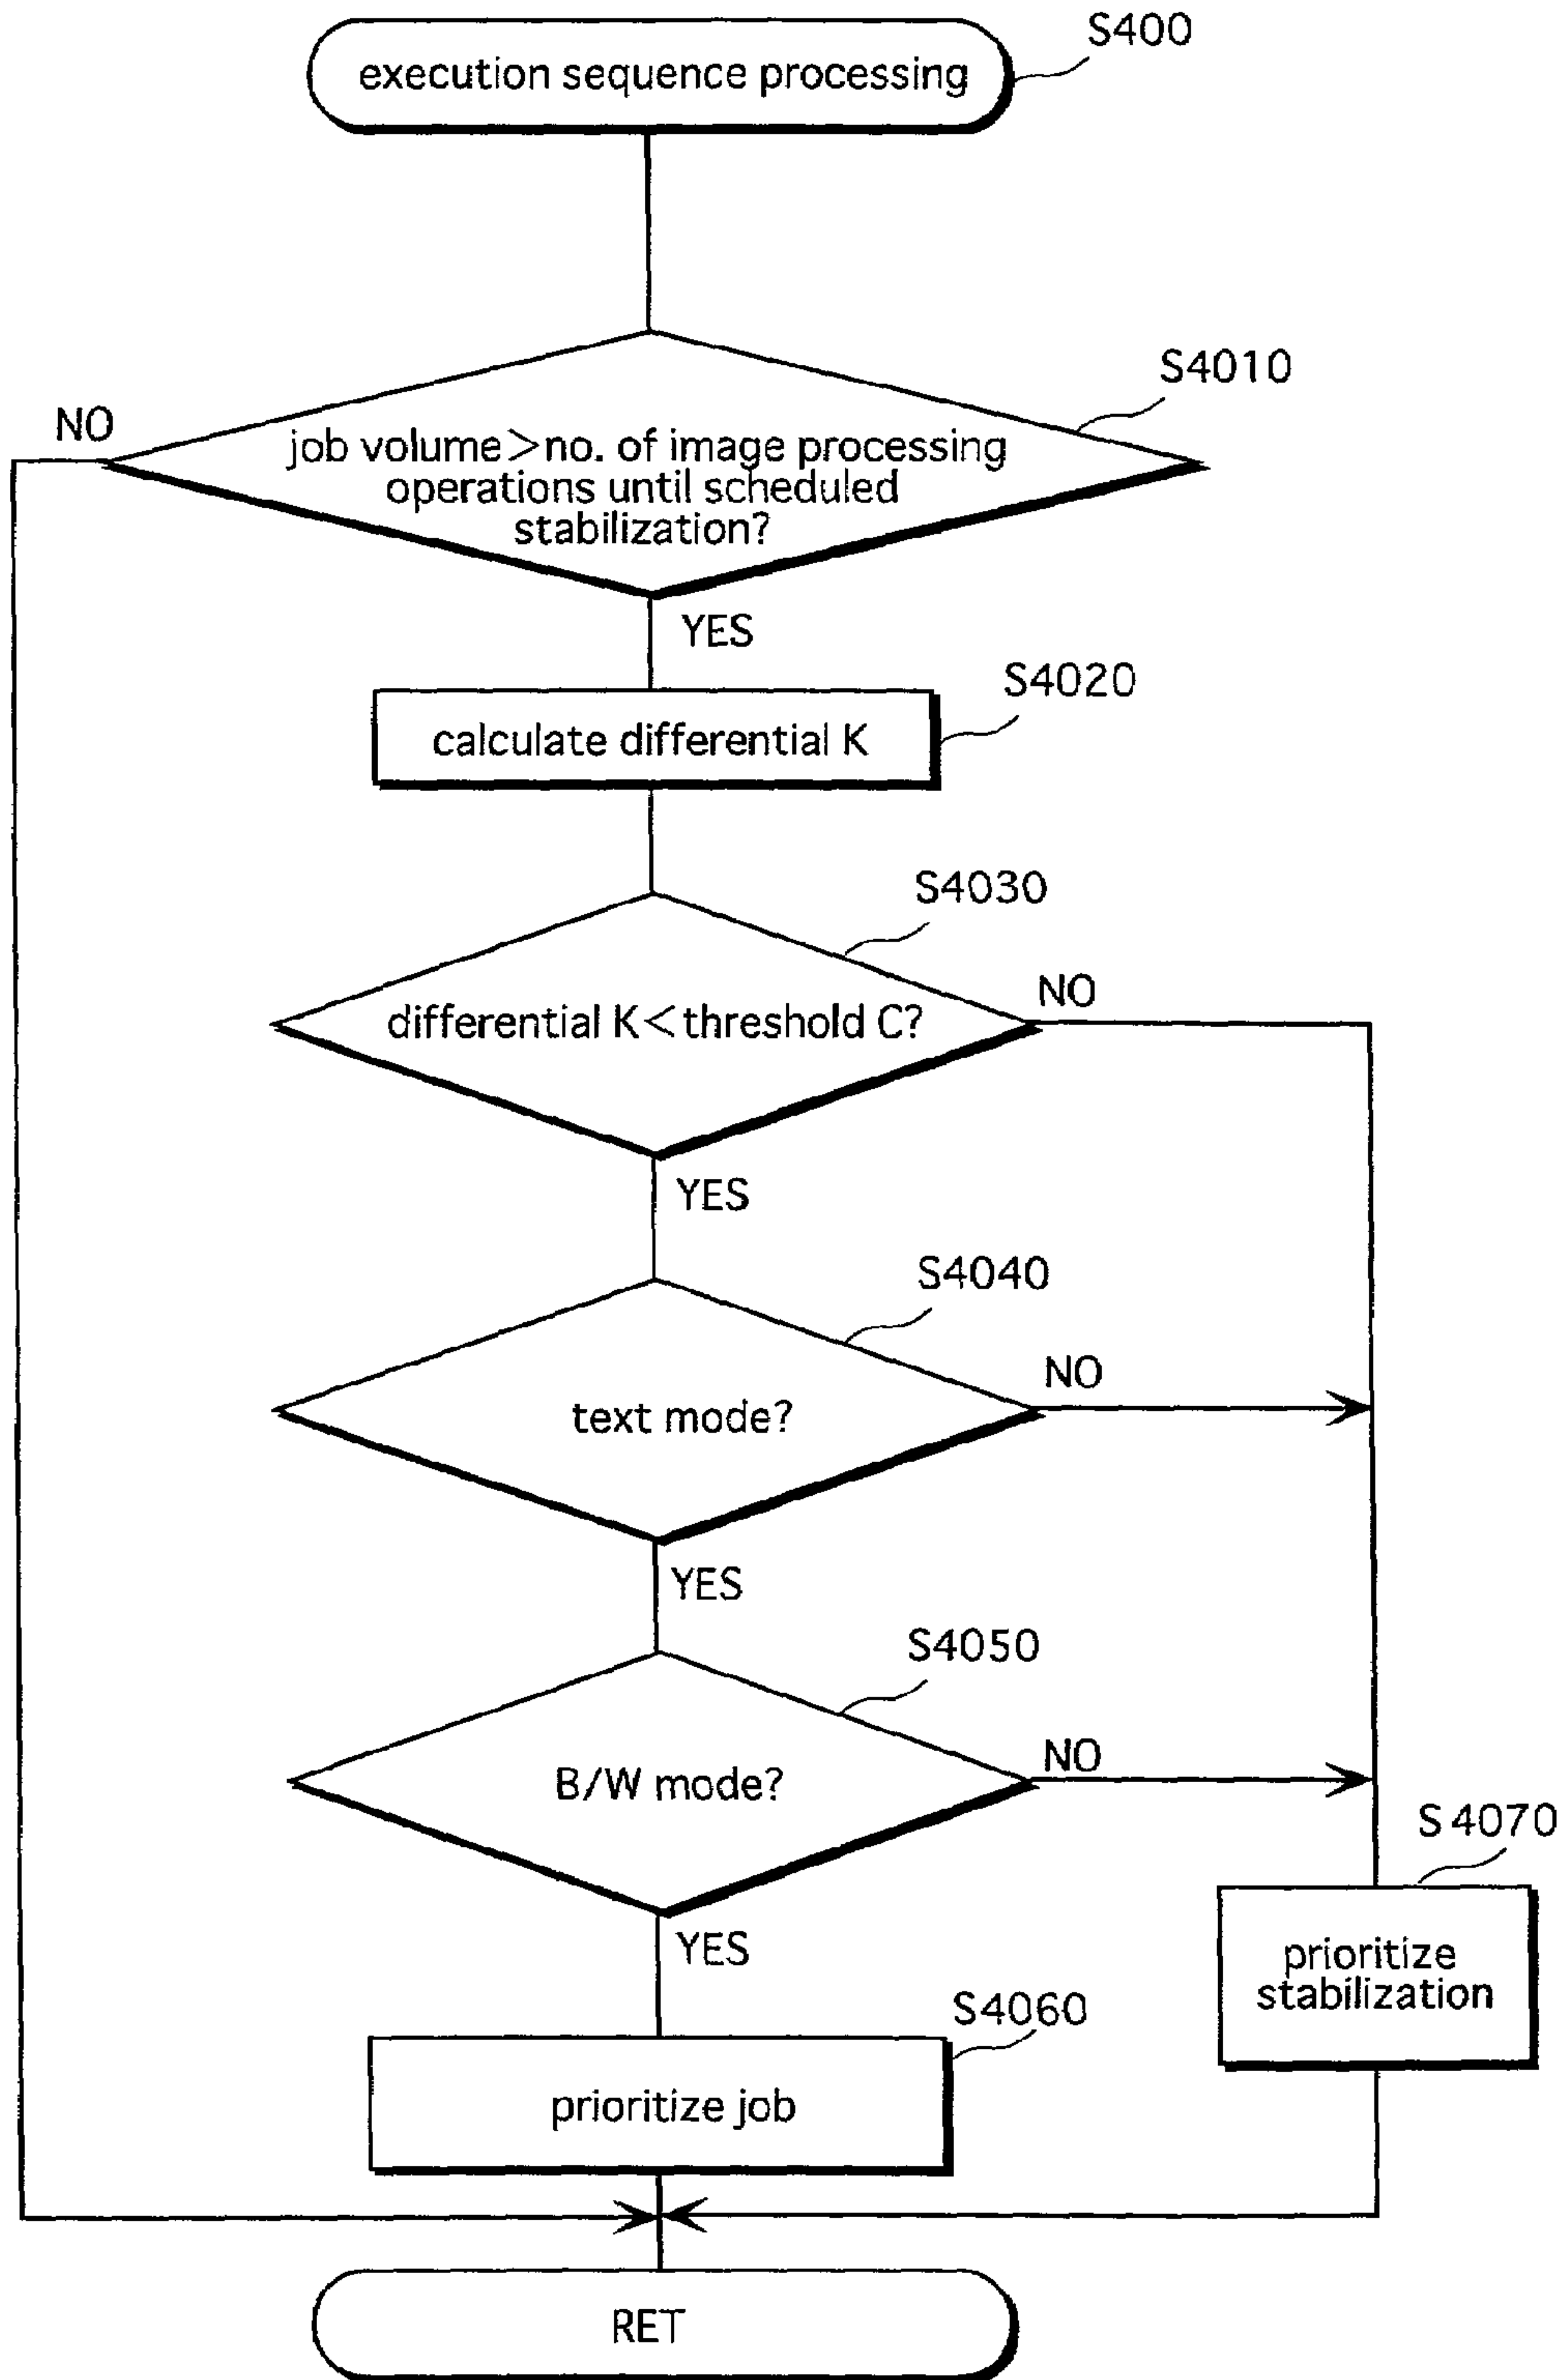 S400
execution sequence processing
S4010
NO
job volume>no. of image processing
operations until scheduled
stabilization?
YES
S4020
calculate differential K
S4030
NO
differential K<threshold C?
YES
S4040
NO
text mode?
YES
S4050
NO
B/W mode?
S4070
YES
prioritize
stabilization
S4060
prioritize job
RET